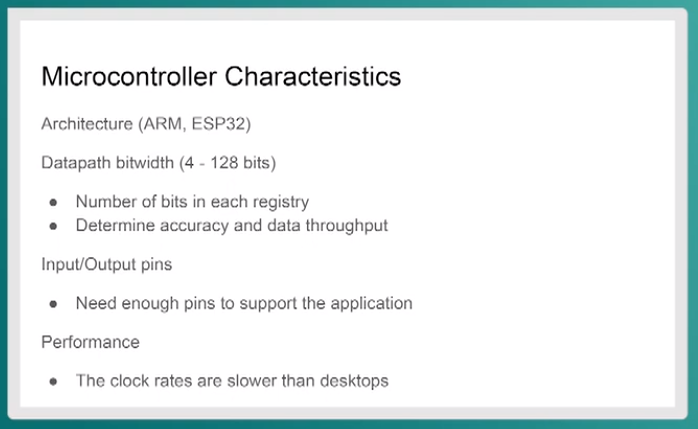 Microcontroller Characteristics
Architecture (ARM, ESP32)
Datapath bitwidth (4 - 128 bits)
● Number of bits in each registry
● Determine accuracy and data throughput
Input/Output pins
● Need enough pins to support the application
Performance
● The clock rates are slower than desktops